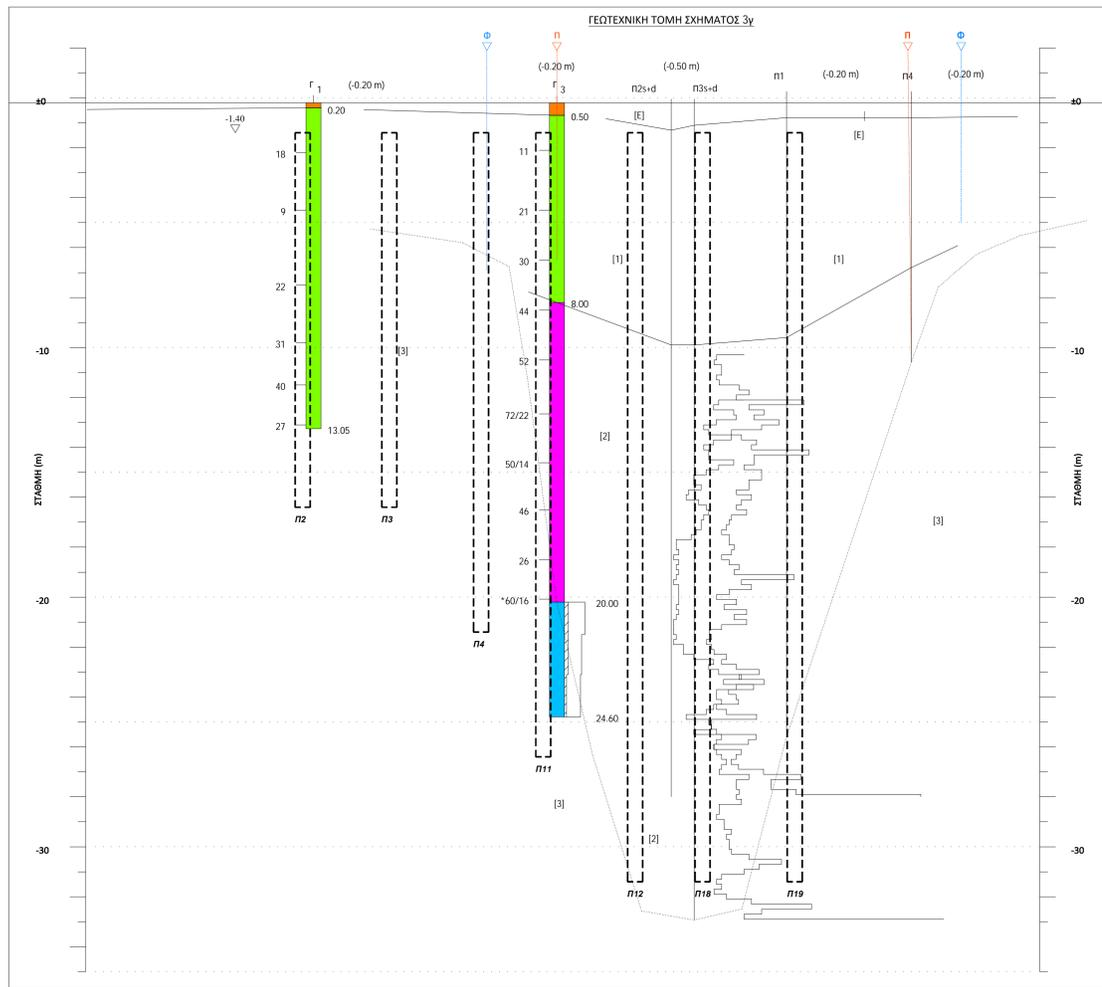 ΓΕΩΤΕΧΝΙΚΗ ΤΟΜΗ ΣΧΗΜΑΤΟΣ 3γ
Φ Π Π Φ
(-0.20 m) (-0.50 m)
Γ 1 (-0.20 m) Γ 3 Π2s+d Π3s+d Π1 (-0.20 m) Π4 (-0.20 m)
±0 ±0
0.20 0.50 [E]
-1.40
[E]
18 11
9 21
30 [1] [1]
22
8.00
44
31 [3] -10 -10
52
40
27 13.05 72/22
[2]
50/14
ΣΤΑΘΜΗ (m) ΣΤΑΘΜΗ (m)
46
Π2 Π3 [3]
26
*60/16 20.00
-20 -20
Π4
24.60
Π11
[3]
[2]
-30 -30
Π12 Π18 Π19